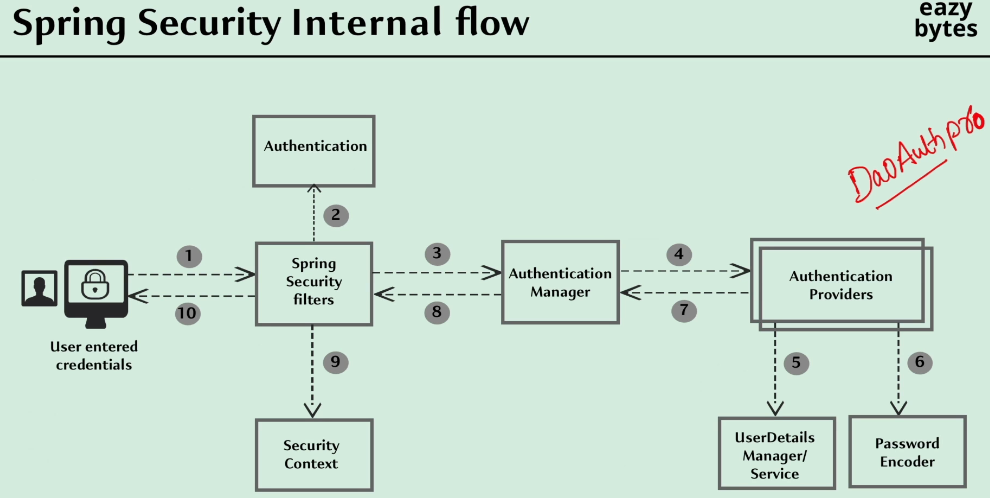 Spring Security Internal flow
eazy
bytes
Authentication
DaoAuthpro
2
1
Spring
Security
filters
3
Authentication
Manager
4
Authentication
Providers
10
8
7
User entered
credentials
9
5
6
Security
Context
UserDetails
Manager/
Service
Password
Encoder